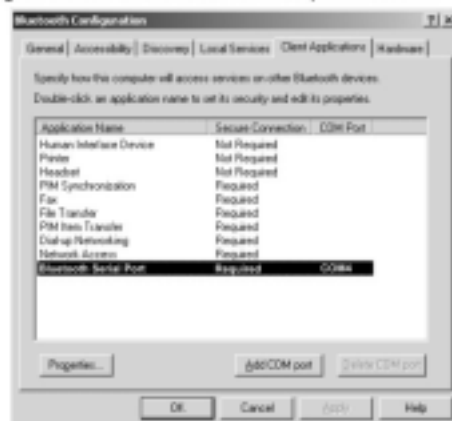 Bluetooth Configuration
General Accessibility Discovery Local Services Client Applications Hardware
Specify how this computer will access services on other Bluetooth devices.
Double-click an application name to set its security and edit its properties.
Application Name Secure Connection COM Port
Human Interface Device Not Required
Printer Not Required
Headset Not Required
PIM Synchronization Required
Fax Required
File Transfer Required
PIM Item Transfer Required
Dial-up Networking Required
Network Access Required
Bluetooth Serial Port Required COM4
Properties... Add COM port Delete COM port
OK Cancel Apply Help